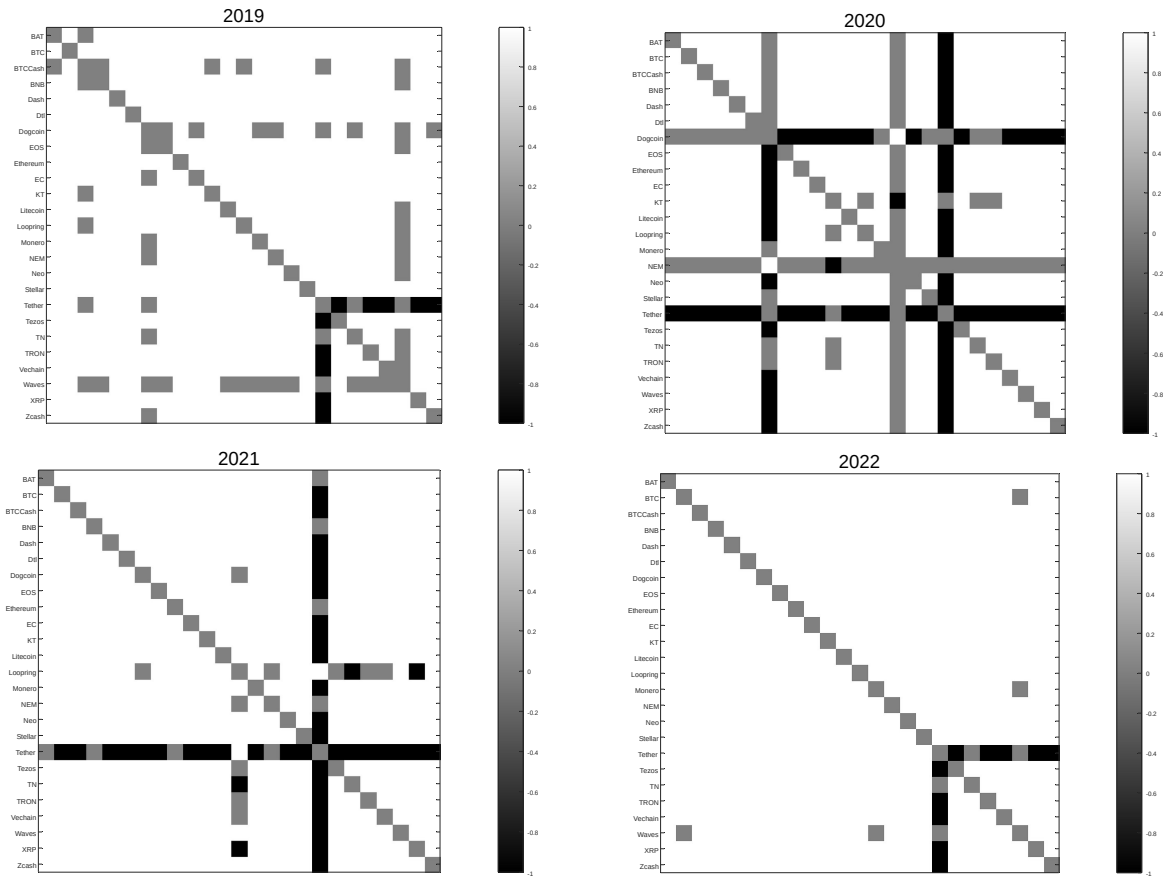 2019
BAT
BTC
BTCCash
BNB
Dash
Dtl
Dogcoin
EOS
Ethereum
EC
KT
Litecoin
Loopring
Monero
NEM
Neo
Stellar
Tether
Tezos
TN
TRON
Vechain
Waves
XRP
Zcash
1
0.8
0.6
0.4
0.2
0
-0.2
-0.4
-0.6
-0.8
-1
2020
BAT
BTC
BTCCash
BNB
Dash
Dtl
Dogcoin
EOS
Ethereum
EC
KT
Litecoin
Loopring
Monero
NEM
Neo
Stellar
Tether
Tezos
TN
TRON
Vechain
Waves
XRP
Zcash
1
0.8
0.6
0.4
0.2
0
-0.2
-0.4
-0.6
-0.8
-1
2021
BAT
BTC
BTCCash
BNB
Dash
Dtl
Dogcoin
EOS
Ethereum
EC
KT
Litecoin
Loopring
Monero
NEM
Neo
Stellar
Tether
Tezos
TN
TRON
Vechain
Waves
XRP
Zcash
1
0.8
0.6
0.4
0.2
0
-0.2
-0.4
-0.6
-0.8
-1
2022
BAT
BTC
BTCCash
BNB
Dash
Dtl
Dogcoin
EOS
Ethereum
EC
KT
Litecoin
Loopring
Monero
NEM
Neo
Stellar
Tether
Tezos
TN
TRON
Vechain
Waves
XRP
Zcash
1
0.8
0.6
0.4
0.2
0
-0.2
-0.4
-0.6
-0.8
-1